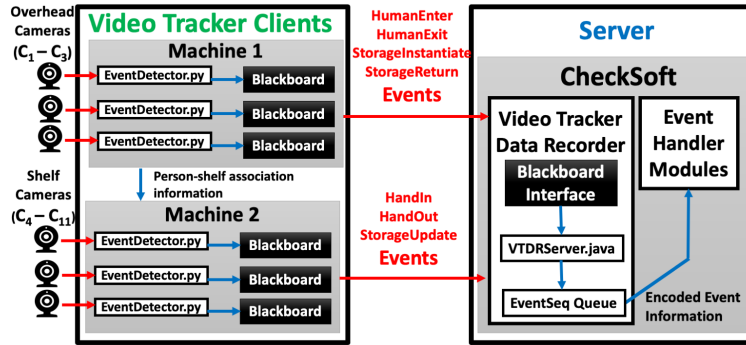 Overhead
Cameras
(C₁ – C₃)
Video Tracker Clients
Machine 1
EventDetector.py
Blackboard
EventDetector.py
Blackboard
EventDetector.py
Blackboard
Person-shelf association
information
Shelf
Cameras
(C₄ – C₁₁)
Machine 2
EventDetector.py
Blackboard
EventDetector.py
Blackboard
EventDetector.py
Blackboard
HumanEnter
HumanExit
StorageInstantiate
StorageReturn
Events
HandIn
HandOut
StorageUpdate
Events
Server
CheckSoft
Video Tracker
Data Recorder
Blackboard
Interface
VTDRServer.java
EventSeq Queue
Event
Handler
Modules
Encoded Event
Information